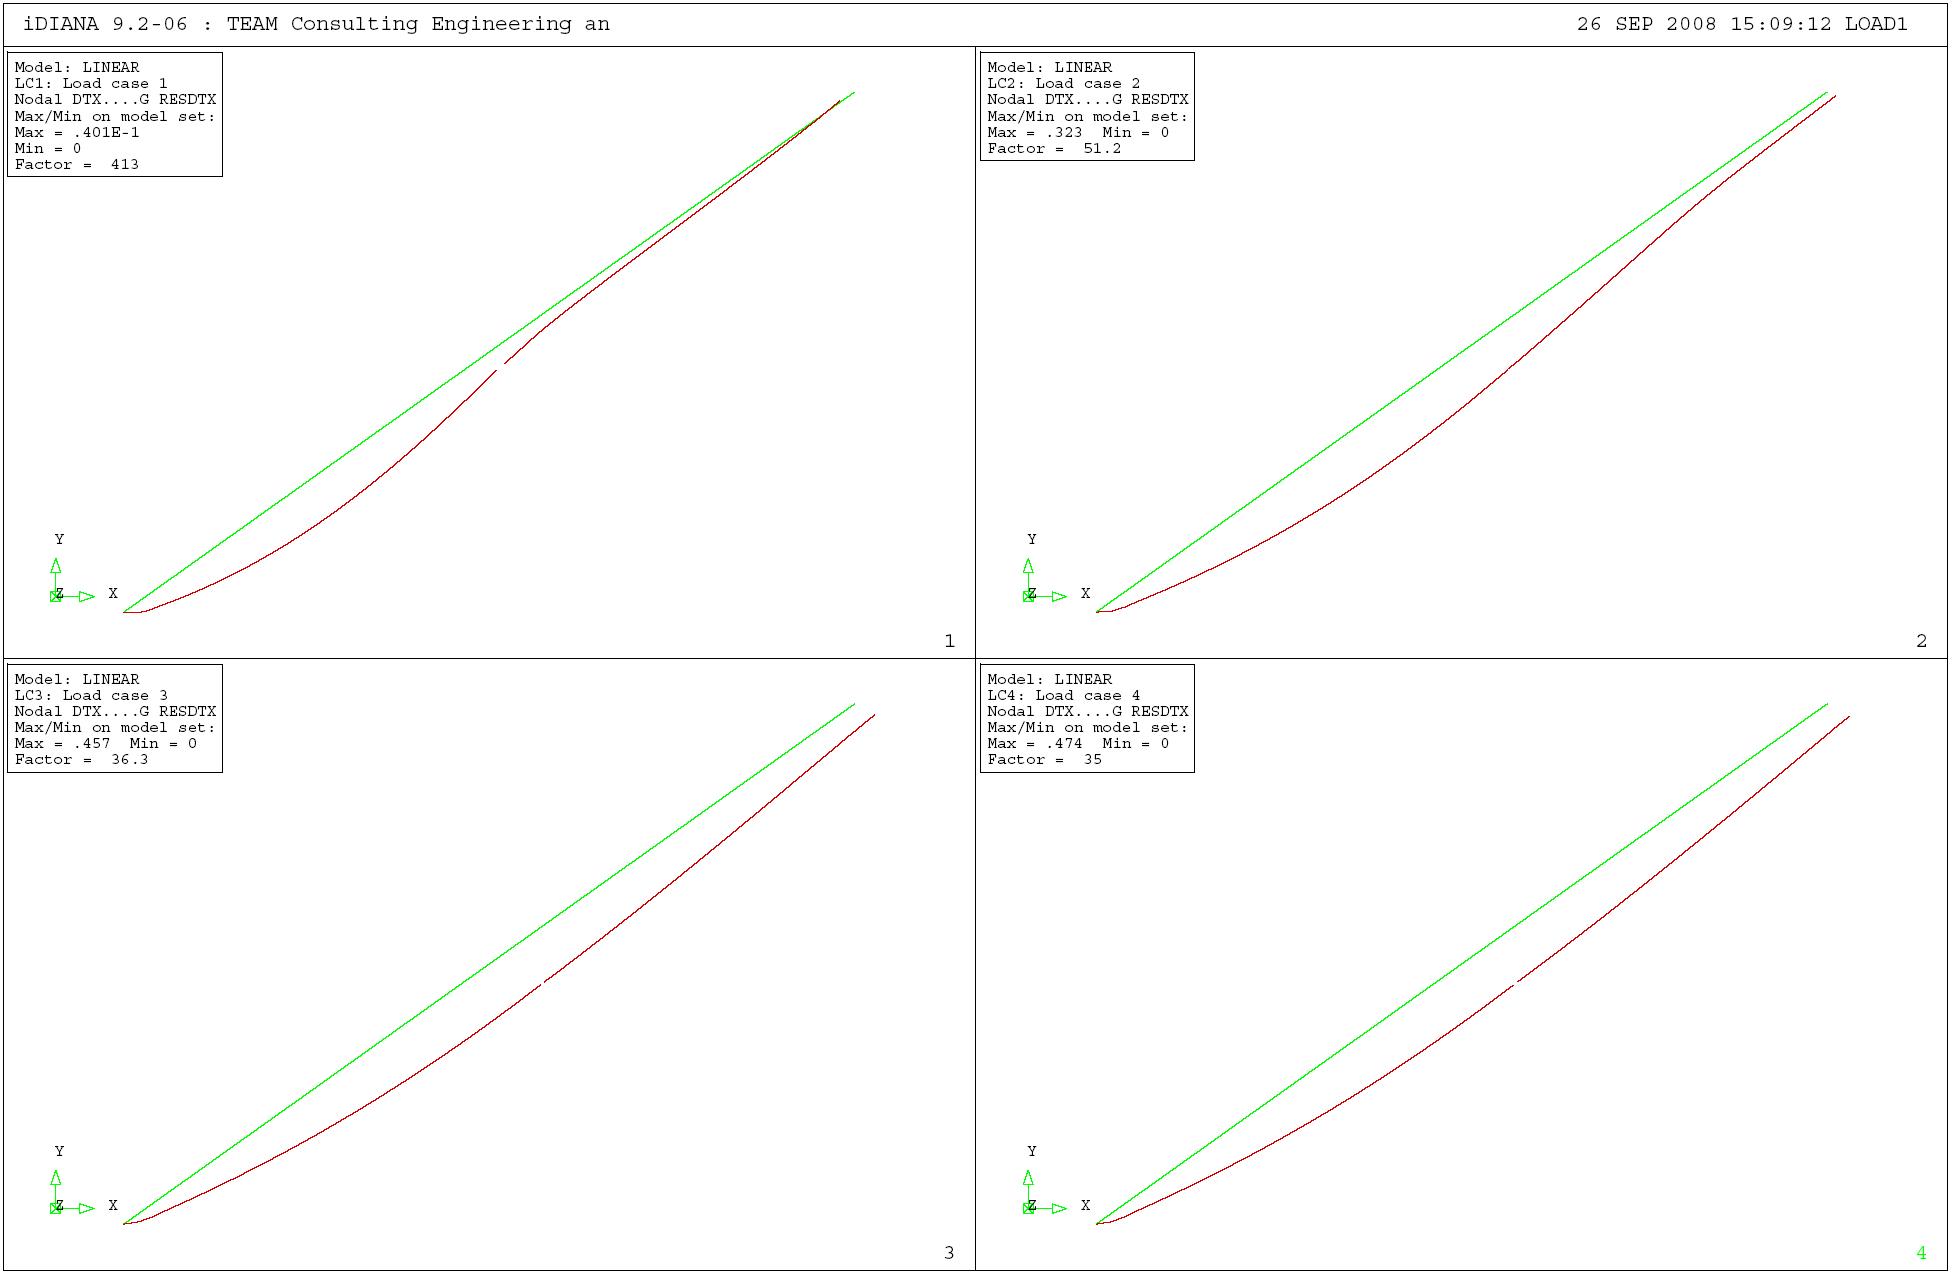 iDIANA 9.2-06 : TEAM Consulting Engineering an
26 SEP 2008 15:09:12 LOAD1
Model: LINEAR
LC1: Load case 1
Nodal DTX....G RESDTX
Max/Min on model set:
Max = .401E-1
Min = 0
Factor =  413
Y
Z
X
1
Model: LINEAR
LC2: Load case 2
Nodal DTX....G RESDTX
Max/Min on model set:
Max = .323  Min = 0
Factor =  51.2
Y
Z
X
2
Model: LINEAR
LC3: Load case 3
Nodal DTX....G RESDTX
Max/Min on model set:
Max = .457  Min = 0
Factor =  36.3
Y
Z
X
3
Model: LINEAR
LC4: Load case 4
Nodal DTX....G RESDTX
Max/Min on model set:
Max = .474  Min = 0
Factor =  35
Y
Z
X
4